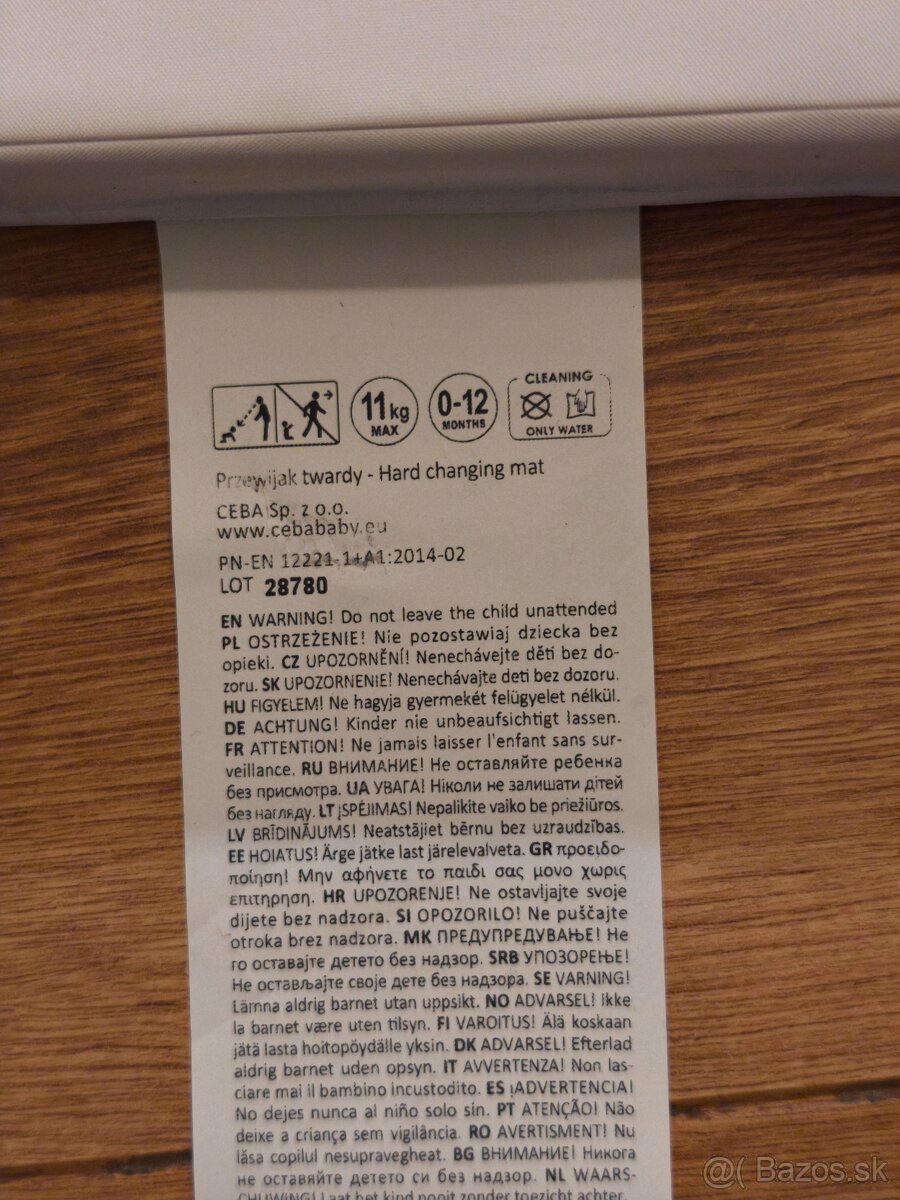 11kg
MAX
0-12
MONTHS
CLEANING
ONLY WATER
Przewijak twardy - Hard changing mat
CEBA Sp. z o.o.
www.cebababy.eu
PN-EN 12221-1+A1:2014-02
LOT 28780
EN WARNING! Do not leave the child unattended
PL OSTRZEŻENIE! Nie pozostawiaj dziecka bez
opieki. CZ UPOZORNĚNÍ! Nenechávejte děti bez do-
zoru. SK UPOZORNENIE! Nenechávajte deti bez dozoru.
HU FIGYELEM! Ne hagyja gyermekét felügyelet nélkül.
DE ACHTUNG! Kinder nie unbeaufsichtigt lassen.
FR ATTENTION! Ne jamais laisser l'enfant sans sur-
veillance. RU ВНИМАНИЕ! Не оставляйте ребенка
без присмотра. UA УВАГА! Ніколи не залишати дітей
без нагляду. LT ĮSPĖJIMAS! Nepalikite vaiko be priežiūros.
LV BRĪDINĀJUMS! Neatstājiet bērnu bez uzraudzības.
EE HOIATUS! Ärge jätke last järelevalveta. GR προειδο-
ποίηση! Μην αφήνετε το παιδι σας μονο χωρις
επιτηρηση. HR UPOZORENJE! Ne ostavljajte svoje
dijete bez nadzora. SI OPOZORILO! Ne puščajte
otroka brez nadzora. MK ПРЕДУПРЕДУВАЊЕ! Не
го оставајте детето без надзор. SRB УПОЗОРЕЊЕ!
Не остављајте своје дете без надзора. SE VARNING!
Lämna aldrig barnet utan uppsikt. NO ADVARSEL! Ikke
la barnet være uten tilsyn. FI VAROITUS! Älä koskaan
jätä lasta hoitopöydälle yksin. DK ADVARSEL! Efterlad
aldrig barnet uden opsyn. IT AVVERTENZA! Non las-
ciare mai il bambino incustodito. ES ¡ADVERTENCIA!
No dejes nunca al niño solo sin. PT ATENÇÃO! Não
deixe a criança sem vigilância. RO AVERTISMENT! Nu
lăsa copilul nesupravegheat. BG ВНИМАНИЕ! Никога
не оставяйте детето си без надзор. NL WAARS-
CHUWING! Laat het kind nooit zonder toezicht achter.
@( Bazos.sk